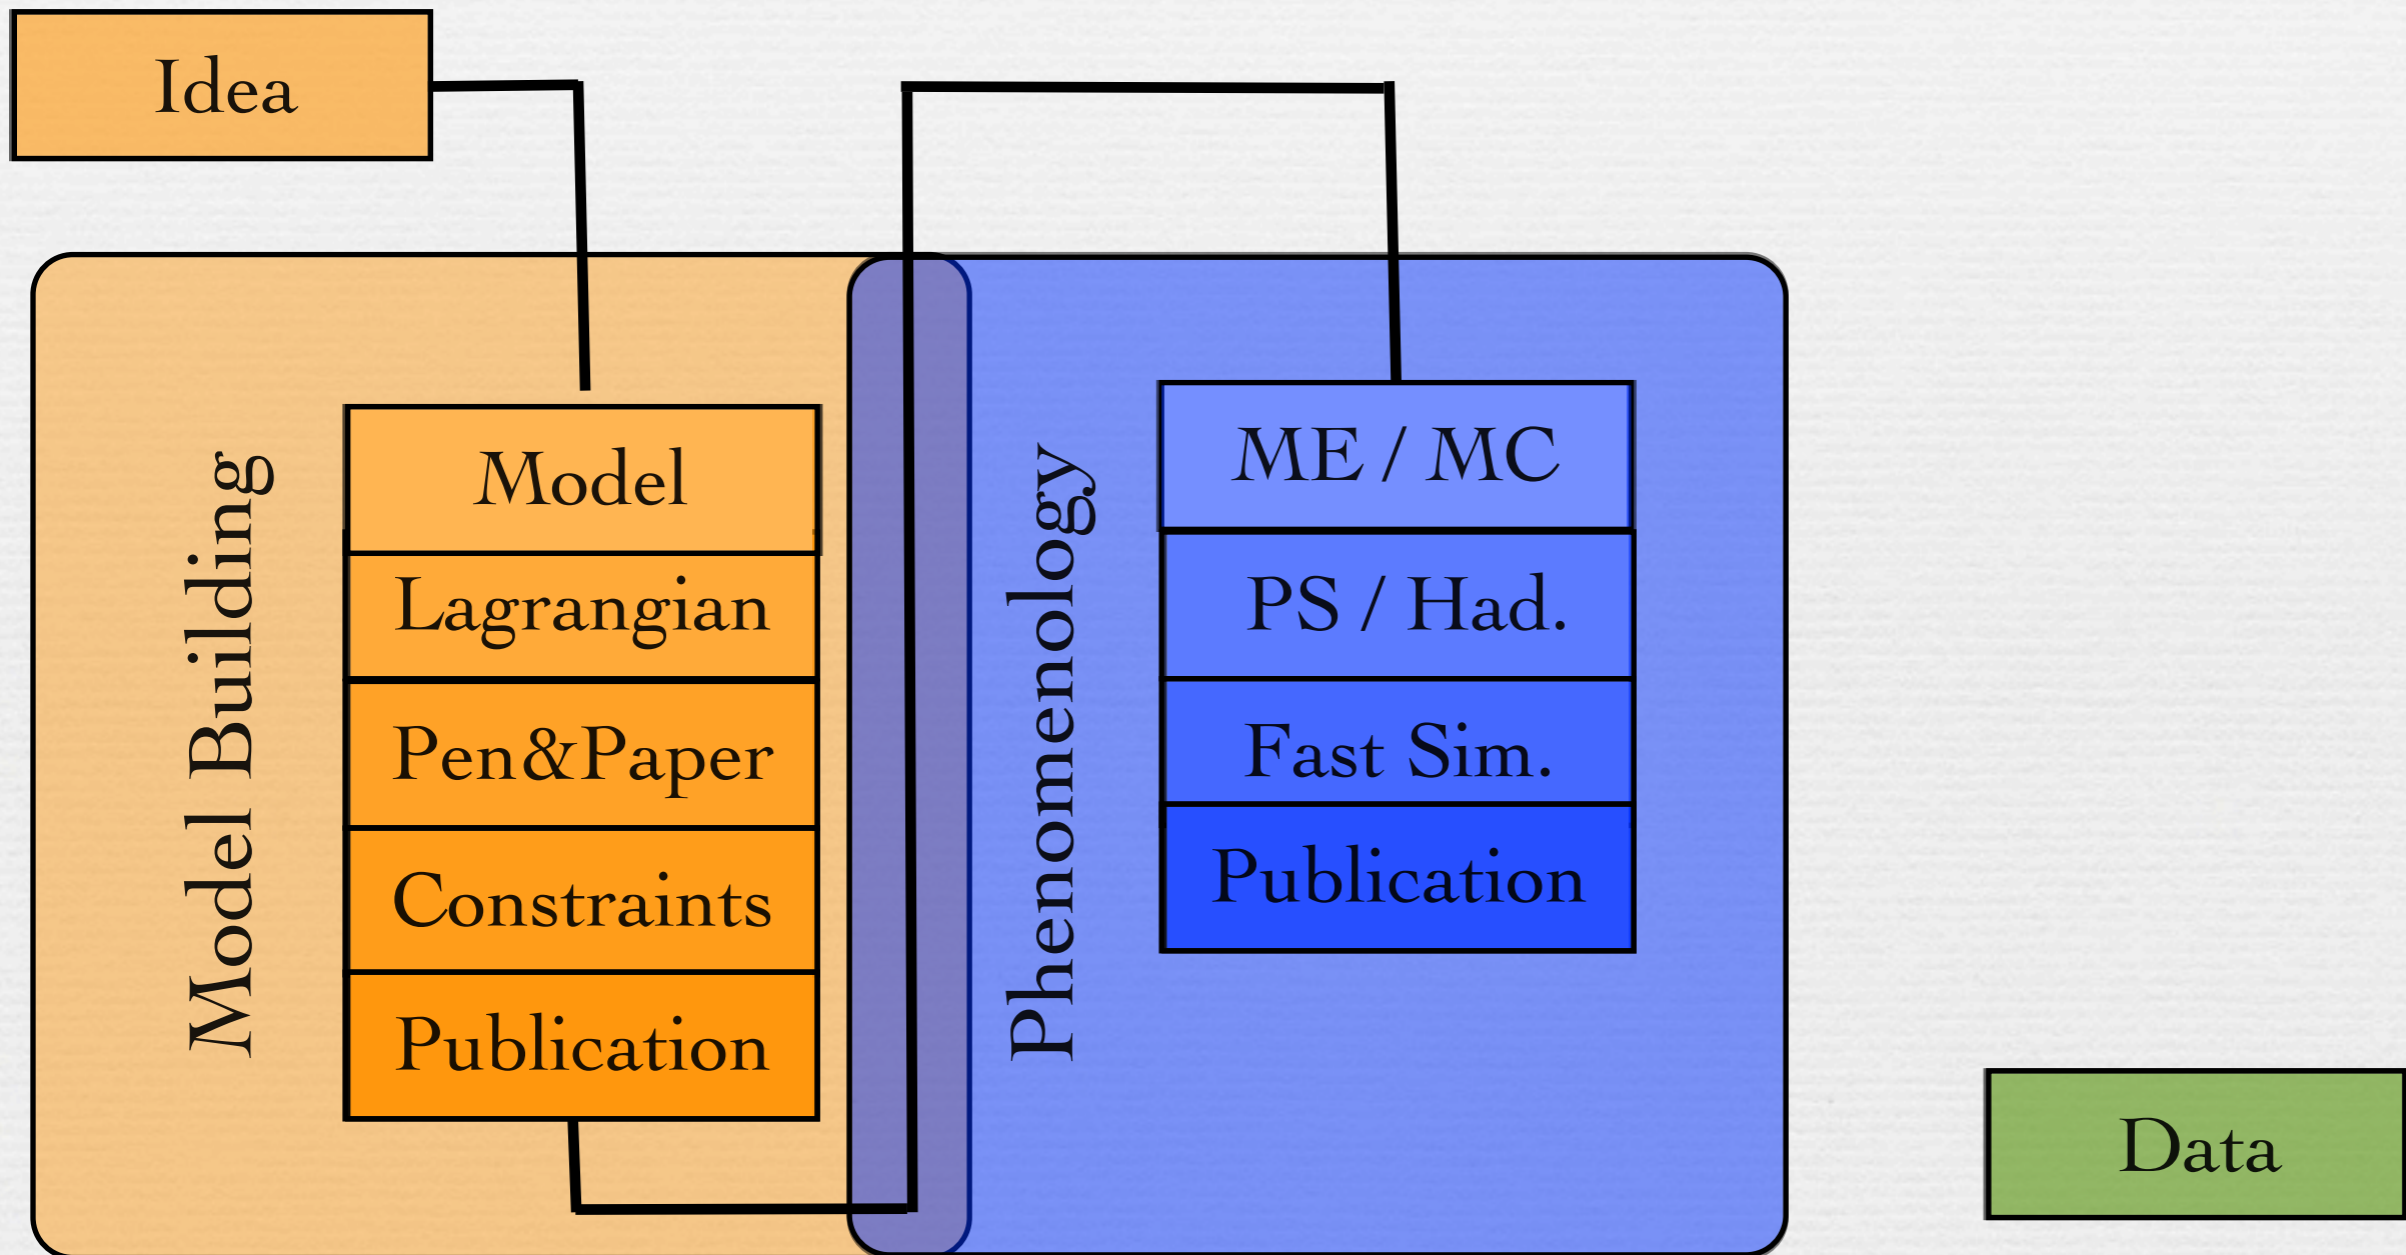 Idea
Model Building
Model
Lagrangian
Pen&Paper
Constraints
Publication
Phenomenology
ME / MC
PS / Had.
Fast Sim.
Publication
Data